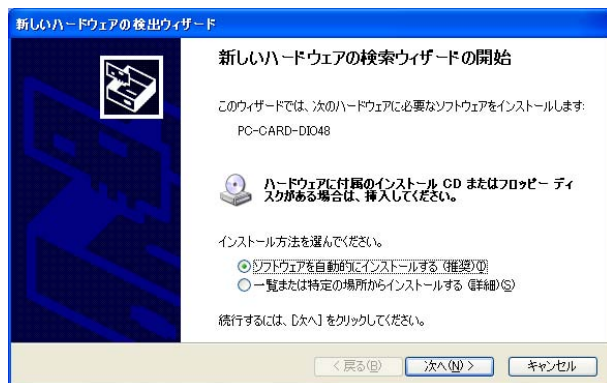 新しいハードウェアの検出ウィザード
新しいハードウェアの検索ウィザードの開始
このウィザードでは、次のハードウェアに必要なソフトウェアをインストールします:
PC-CARD-DIO48
ハードウェアに付属のインストール CD またはフロッピー ディ
スクがある場合は、挿入してください。
インストール方法を選んでください。
ソフトウェアを自動的にインストールする (推奨)(I)
一覧または特定の場所からインストールする (詳細)(S)
続行するには、[次へ] をクリックしてください。
< 戻る(B)
次へ(N) >
キャンセル